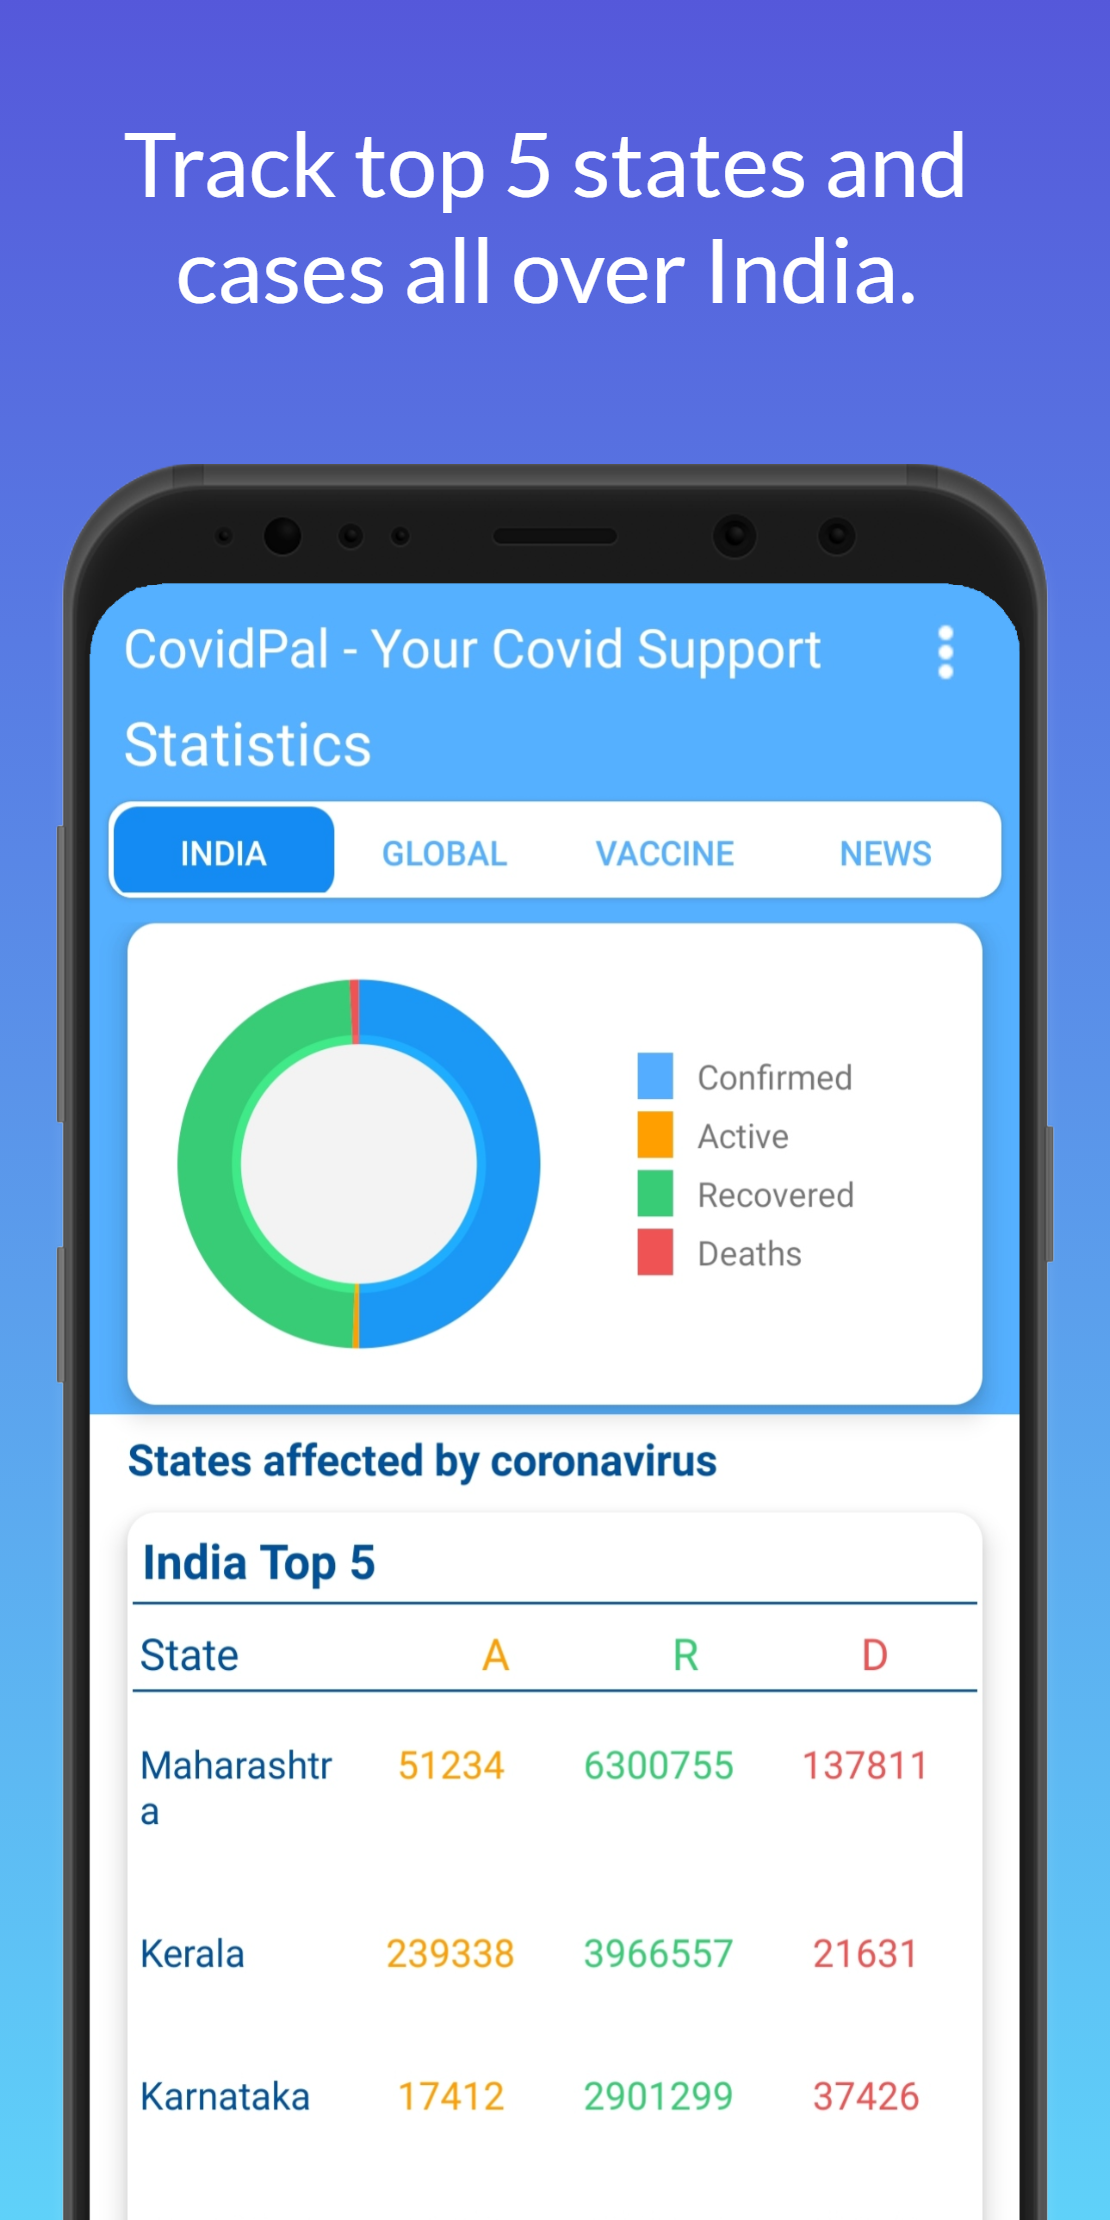 Track top 5 states and
cases all over India.
CovidPal - Your Covid Support
Statistics
INDIA GLOBAL VACCINE NEWS
Confirmed
Active
Recovered
Deaths
States affected by coronavirus
India Top 5
State A R D
Maharashtr 51234 6300755 137811
a
Kerala 239338 3966557 21631
Karnataka 17412 2901299 37426